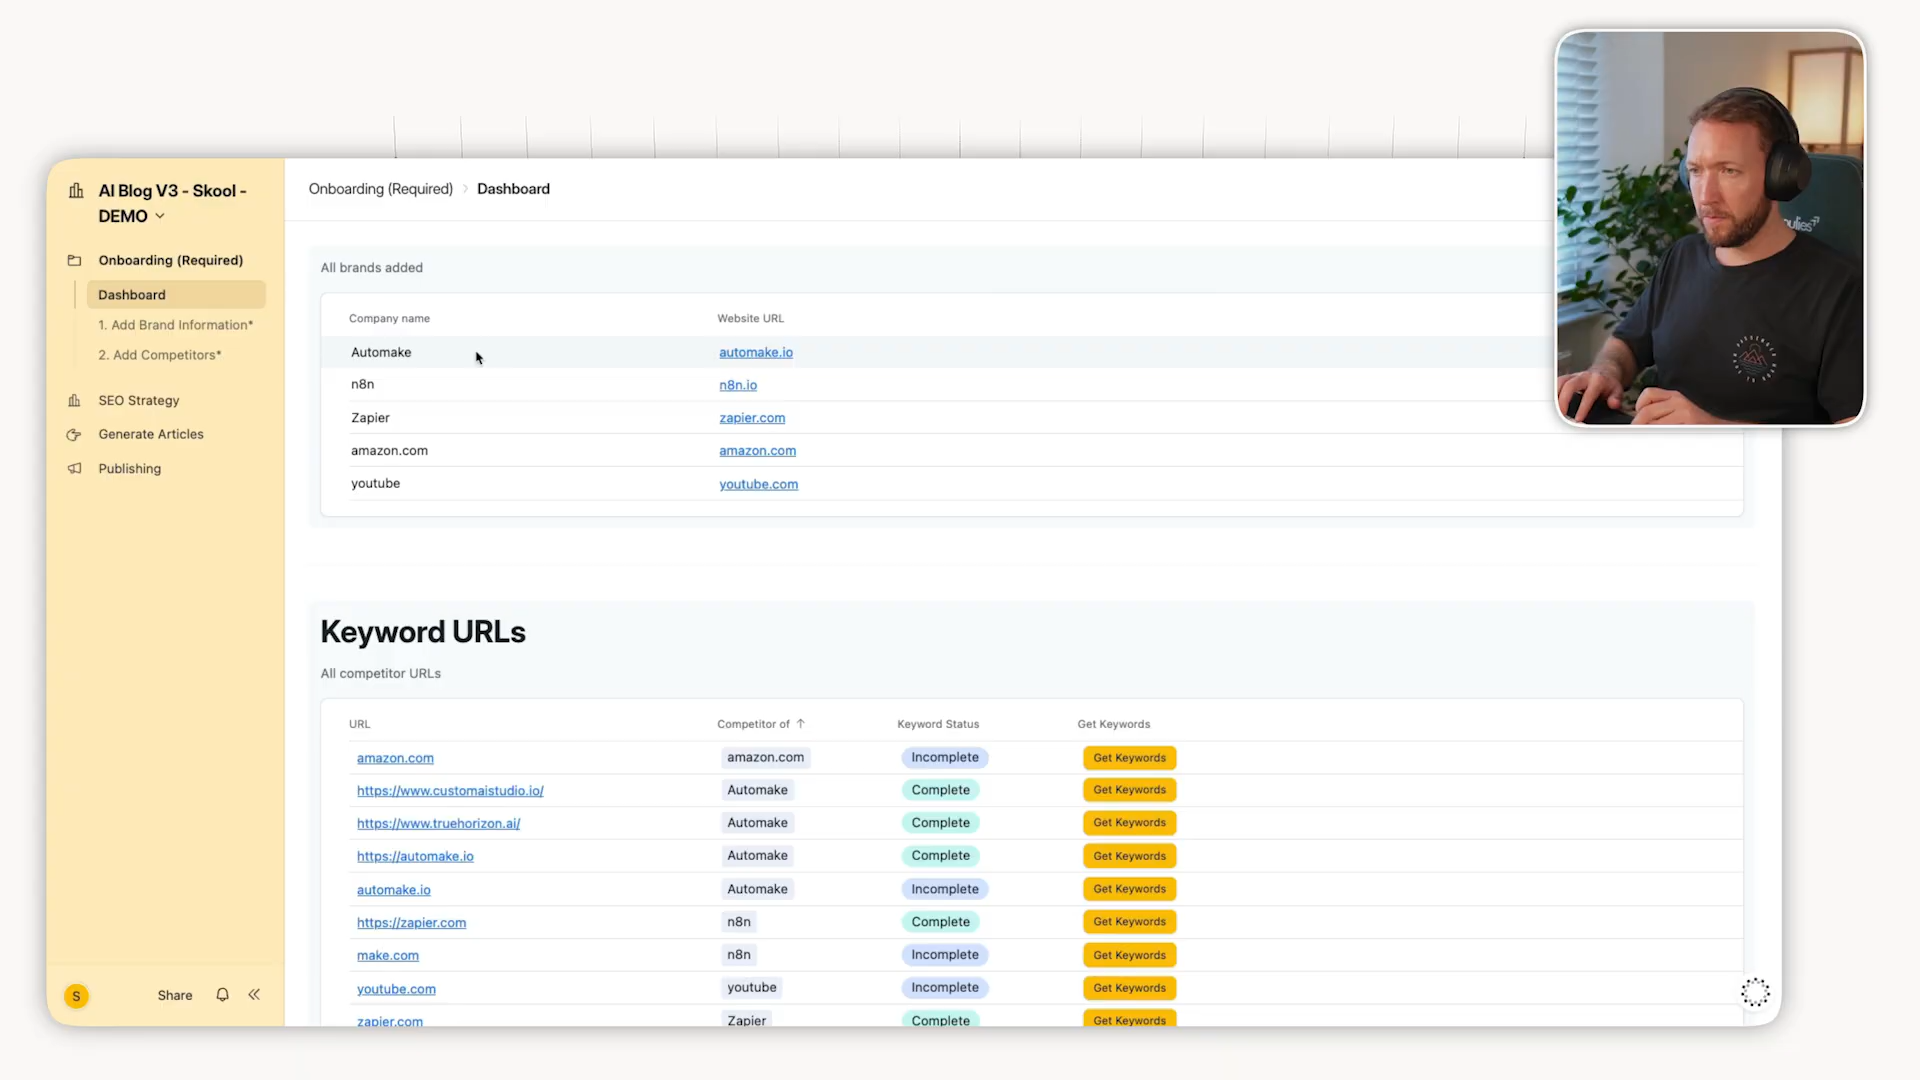 AI Blog V3 - Skool -
DEMO
Onboarding (Required)
Dashboard
1. Add Brand Information*
2. Add Competitors*
SEO Strategy
Generate Articles
Publishing
S
Share
Onboarding (Required) > Dashboard
All brands added
Company name Website URL
Automake automake.io
n8n n8n.io
Zapier zapier.com
amazon.com amazon.com
youtube youtube.com
Keyword URLs
All competitor URLs
URL Competitor of ↑ Keyword Status Get Keywords
amazon.com amazon.com Incomplete Get Keywords
https://www.customaistudio.io/ Automake Complete Get Keywords
https://www.truehorizon.ai/ Automake Complete Get Keywords
https://automake.io Automake Complete Get Keywords
automake.io Automake Incomplete Get Keywords
https://zapier.com n8n Complete Get Keywords
make.com n8n Incomplete Get Keywords
youtube.com youtube Incomplete Get Keywords
zapier.com Zapier Complete Get Keywords